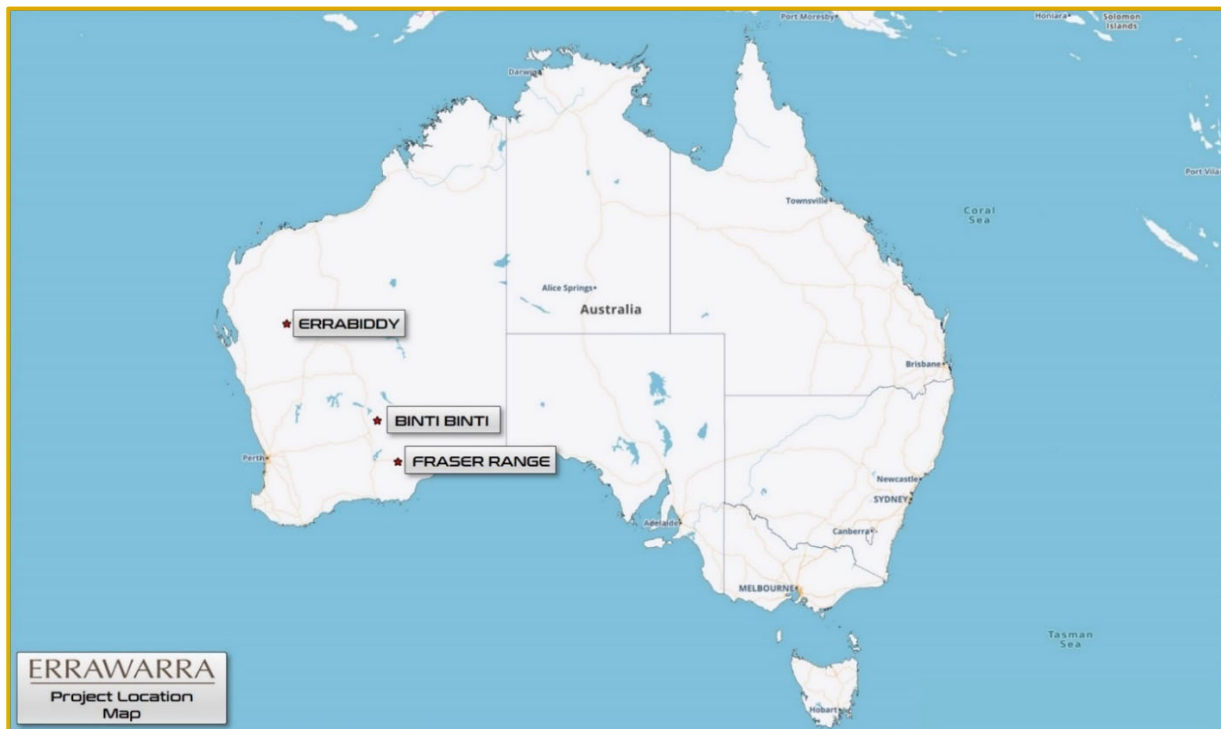 Port Moresby
Honiara
Solomon
Islands
Darwin
Port Vila
Townsville
Coral
Sea
Alice Springs
Australia
ERRABIDDY
Brisbane
BINTI BINTI
Perth
FRASER RANGE
Newcastle
SYDNEY
Adelaide
Canberra
MELBOURNE
Tasman
Sea
ERRAWARRA
Project Location
Map
Hobart